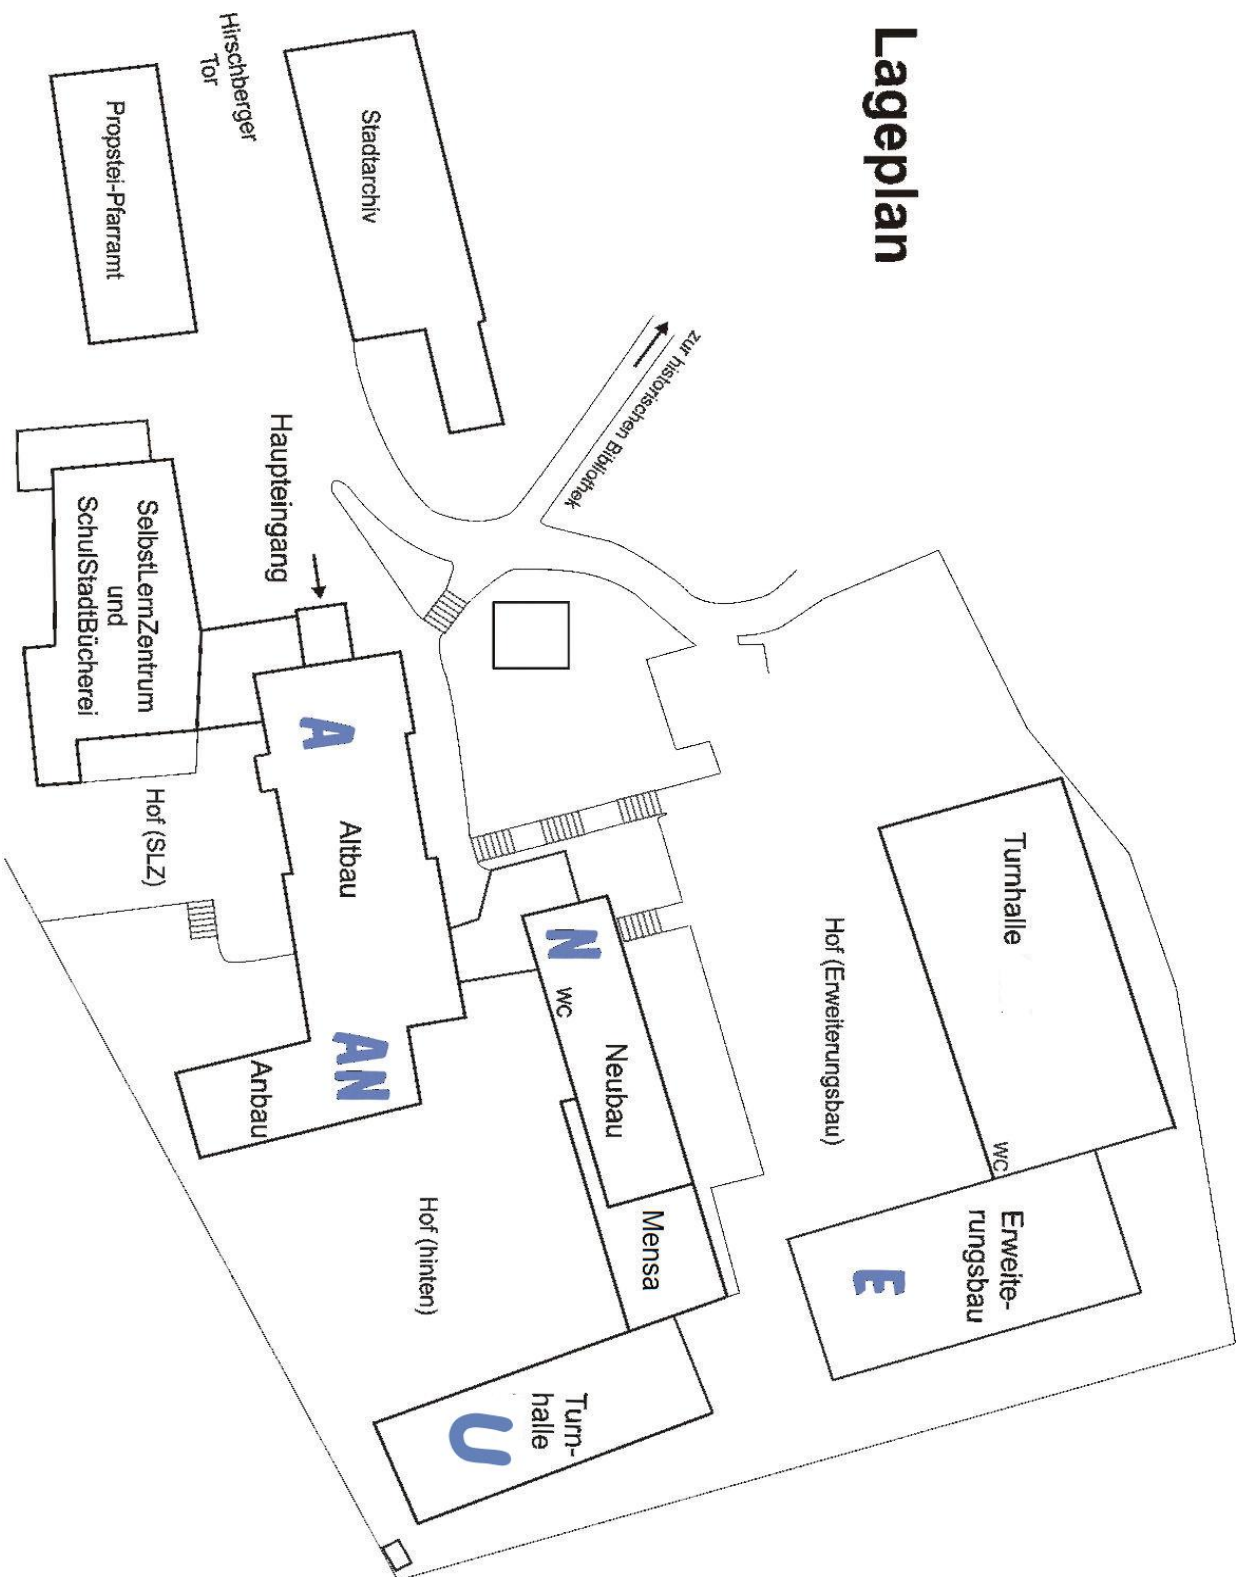 Lageplan
Hirschberger
Tor
Stadtarchiv
Propstei-Pfarramt
zur historischen Bibliothek
Haupteingang
SelbstLernZentrum
und
SchulStadtBücherei
A
Altbau
Hof (SLZ)
AN
Anbau
N
WC
Neubau
Mensa
Hof (hinten)
Turnhalle
WC
Hof (Erweiterungsbau)
Erweite-
rungsbau
E
Turn-
halle
U